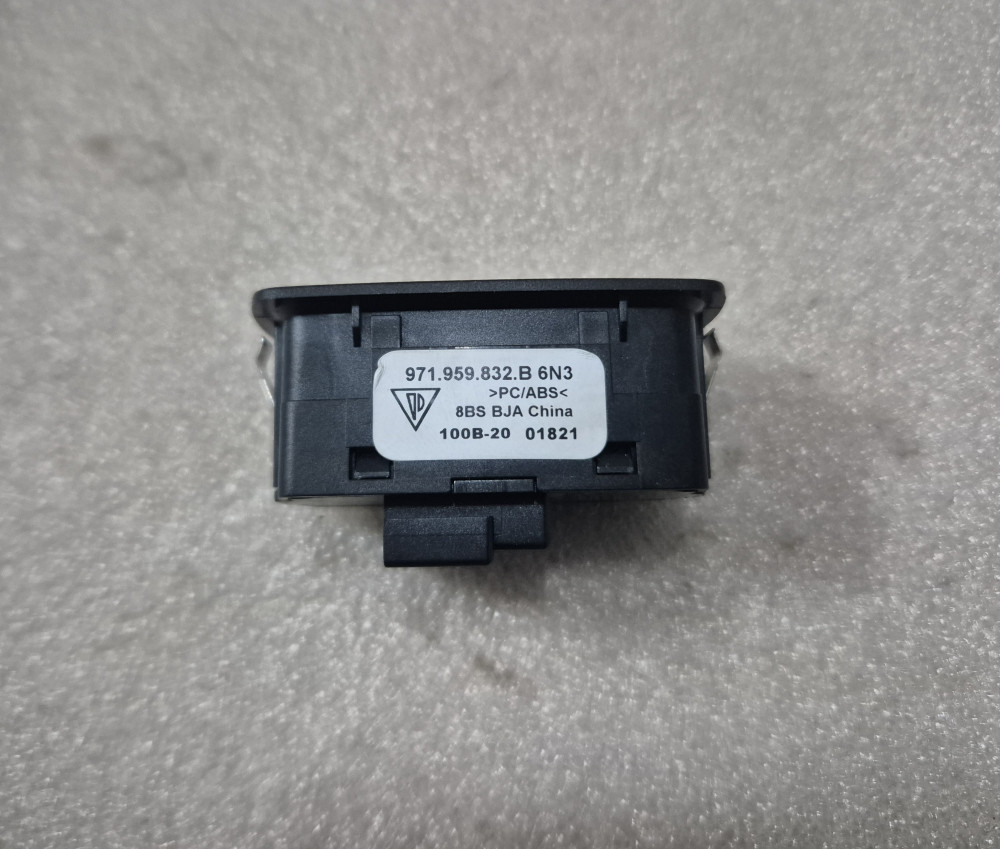 971.959.832.B 6N3
>PC/ABS<
8BS BJA China
100B-20 01821